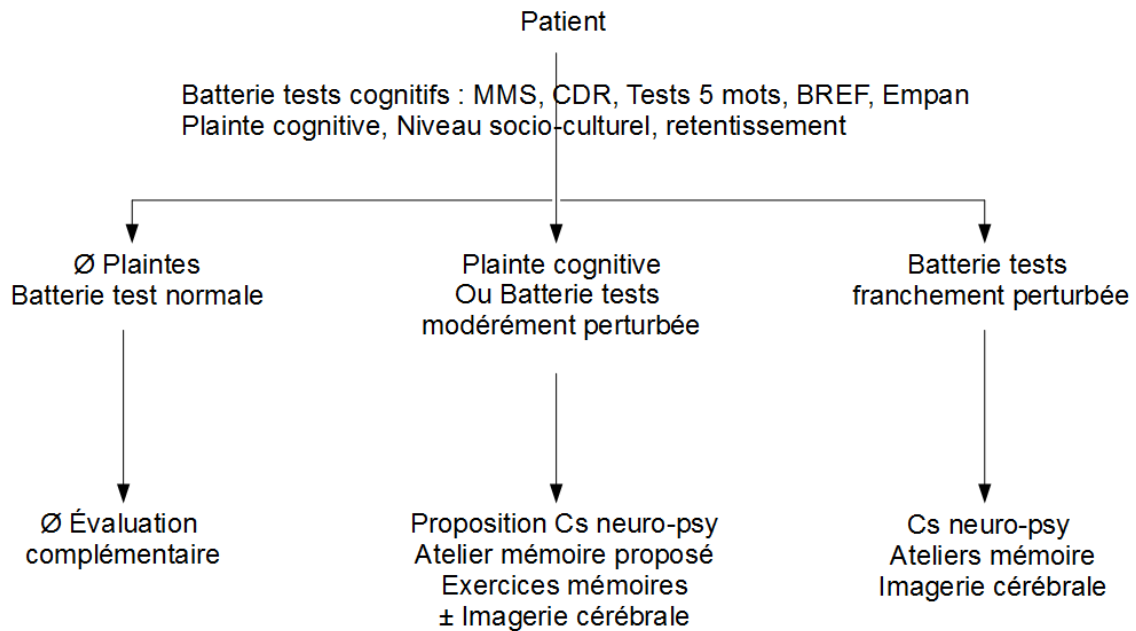 Patient
Batterie tests cognitifs : MMS, CDR, Tests 5 mots, BREF, Empan
Plainte cognitive, Niveau socio-culturel, retentissement
Ø Plaintes
Batterie test normale
Plainte cognitive
Ou Batterie tests
modérément perturbée
Batterie tests
franchement perturbée
Ø Évaluation
complémentaire
Proposition Cs neuro-psy
Atelier mémoire proposé
Exercices mémoires
± Imagerie cérébrale
Cs neuro-psy
Ateliers mémoire
Imagerie cérébrale